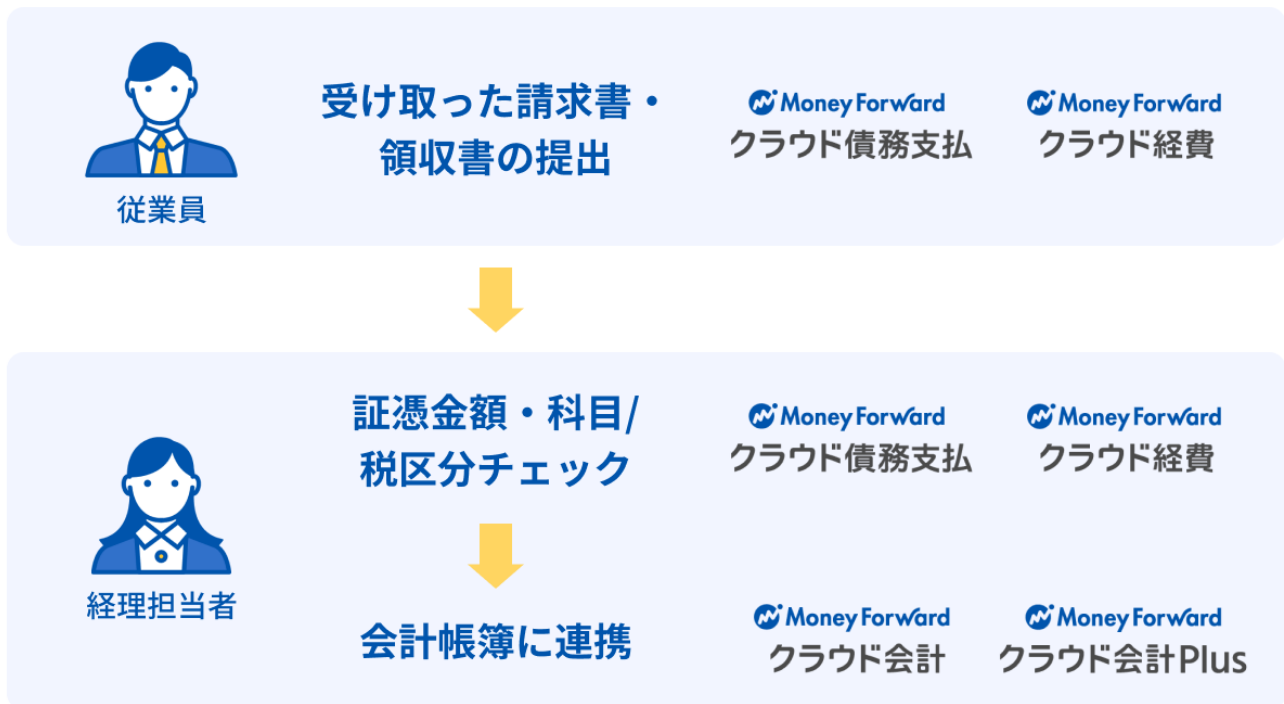 受け取った請求書・
領収書の提出
従業員
Money Forward
クラウド債務支払
Money Forward
クラウド経費
証憑金額・科目/
税区分チェック
Money Forward
クラウド債務支払
Money Forward
クラウド経費
経理担当者
会計帳簿に連携
Money Forward
クラウド会計
Money Forward
クラウド会計Plus